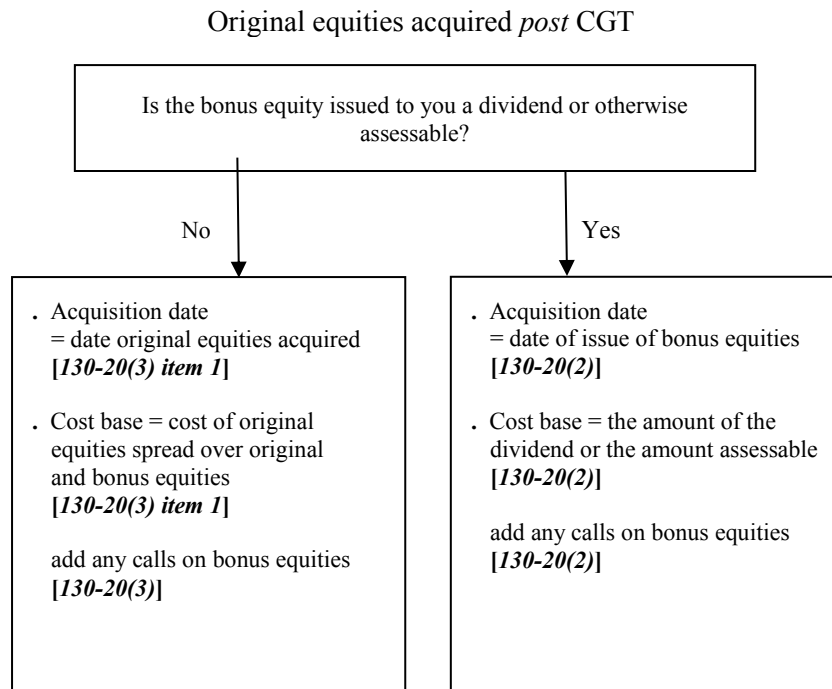 Original equities acquired post CGT
Is the bonus equity issued to you a dividend or otherwise
assessable?
No
Yes
. Acquisition date
= date original equities acquired
[130-20(3) item 1]
. Cost base = cost of original
equities spread over original
and bonus equities
[130-20(3) item 1]
add any calls on bonus equities
[130-20(3)]
. Acquisition date
= date of issue of bonus equities
[130-20(2)]
. Cost base = the amount of the
dividend or the amount assessable
[130-20(2)]
add any calls on bonus equities
[130-20(2)]